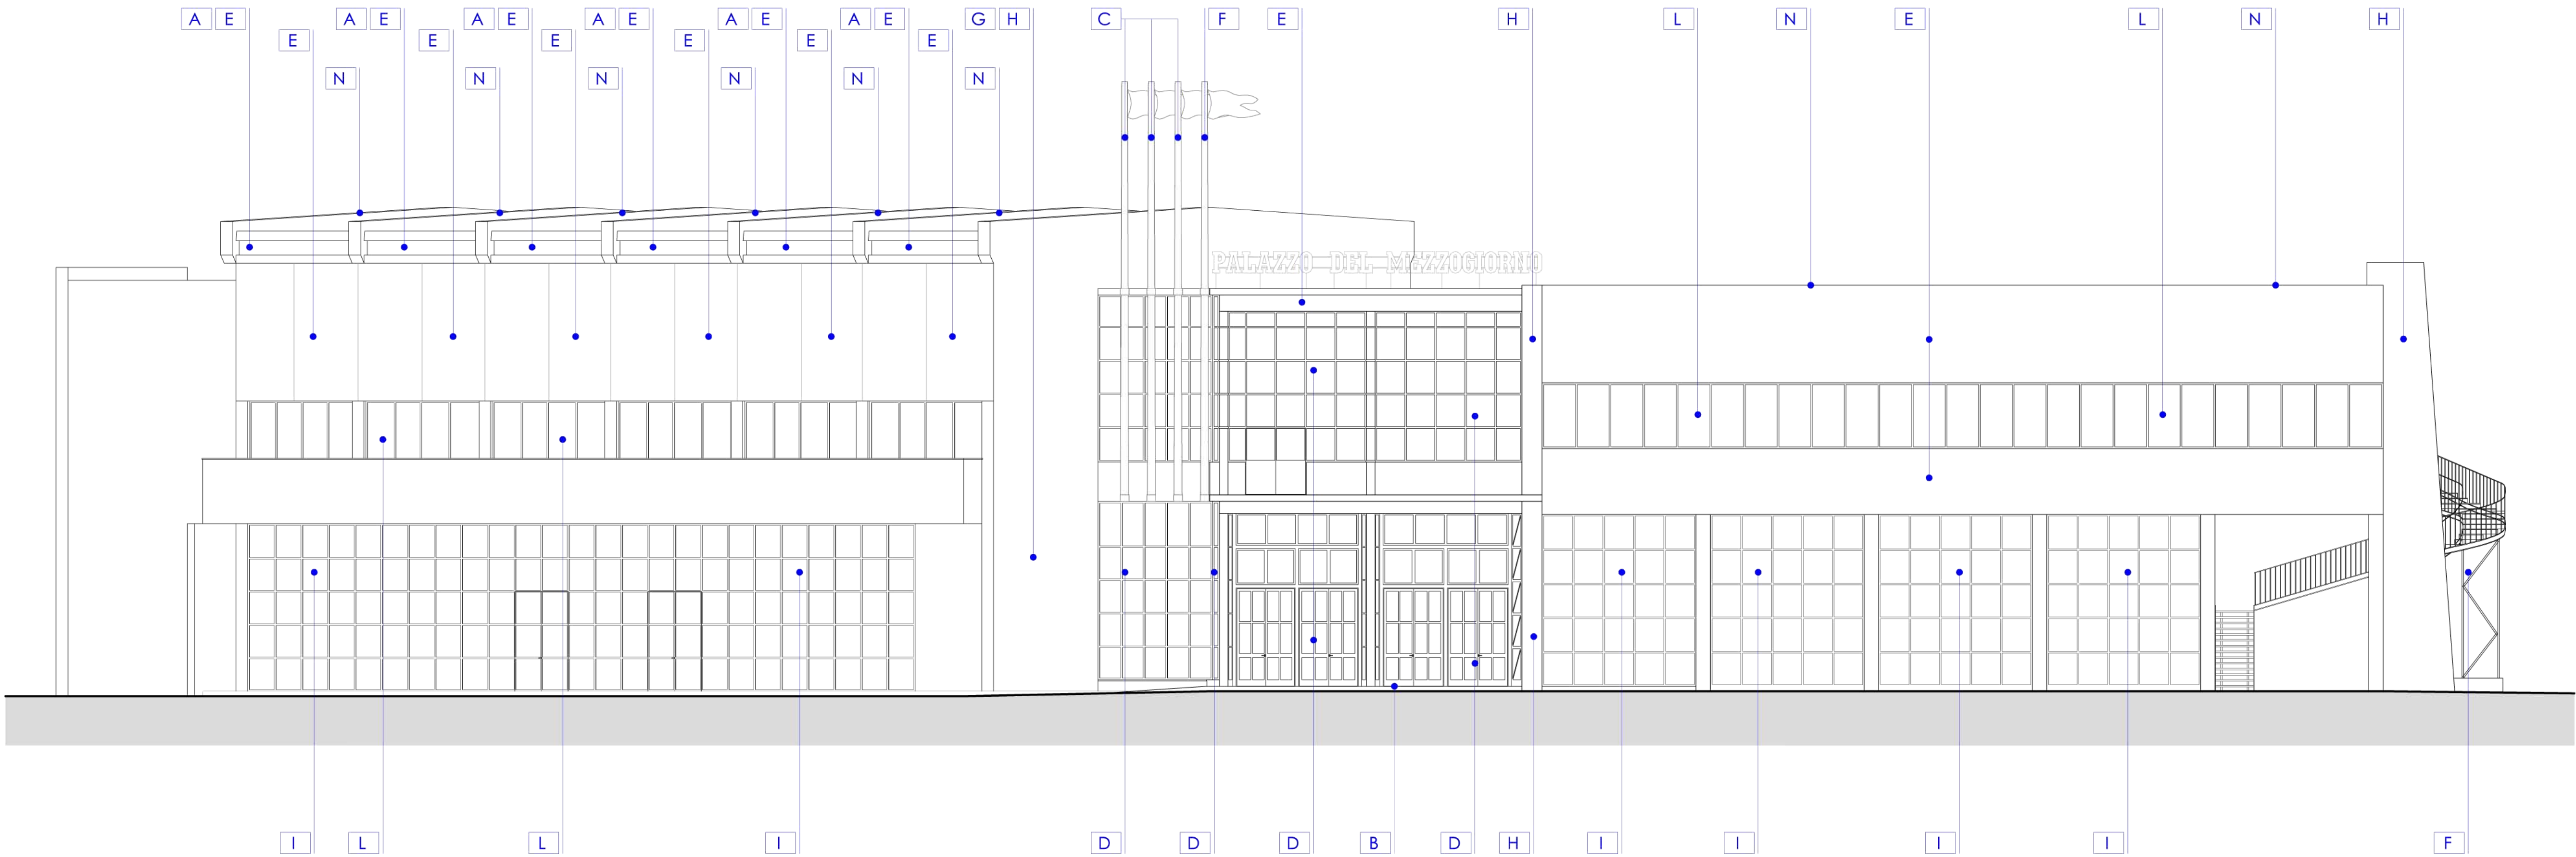 A E A E A E A E A E A E G H C F E H L N E L N H
E E E E E E
N N N N N N
PALAZZO DEL MEZZOGIORNO
I L L I D D D B D H I I I I F